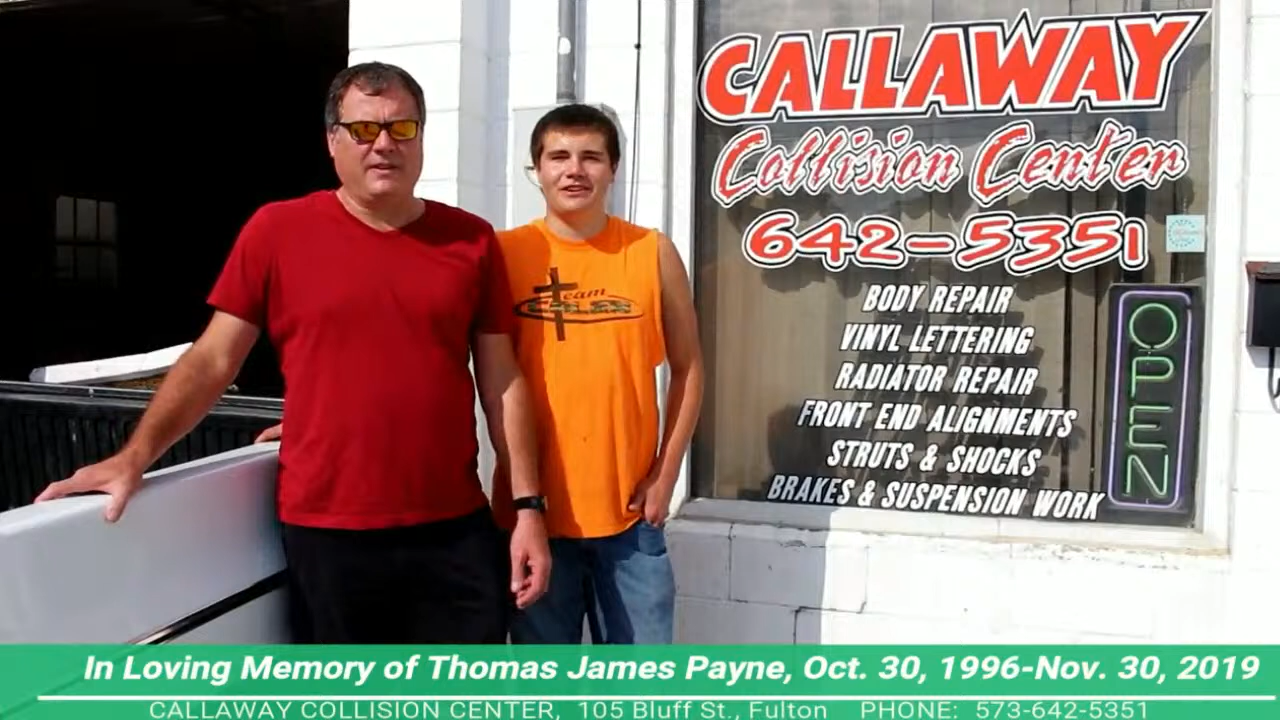 CALLAWAY
Collision Center
642-5351
BODY REPAIR
VINYL LETTERING
RADIATOR REPAIR
FRONT END ALIGNMENTS
STRUTS & SHOCKS
BRAKES & SUSPENSION WORK
OPEN
Team
In Loving Memory of Thomas James Payne, Oct. 30, 1996-Nov. 30, 2019
CALLAWAY COLLISION CENTER, 105 Bluff St., Fulton PHONE: 573-642-5351